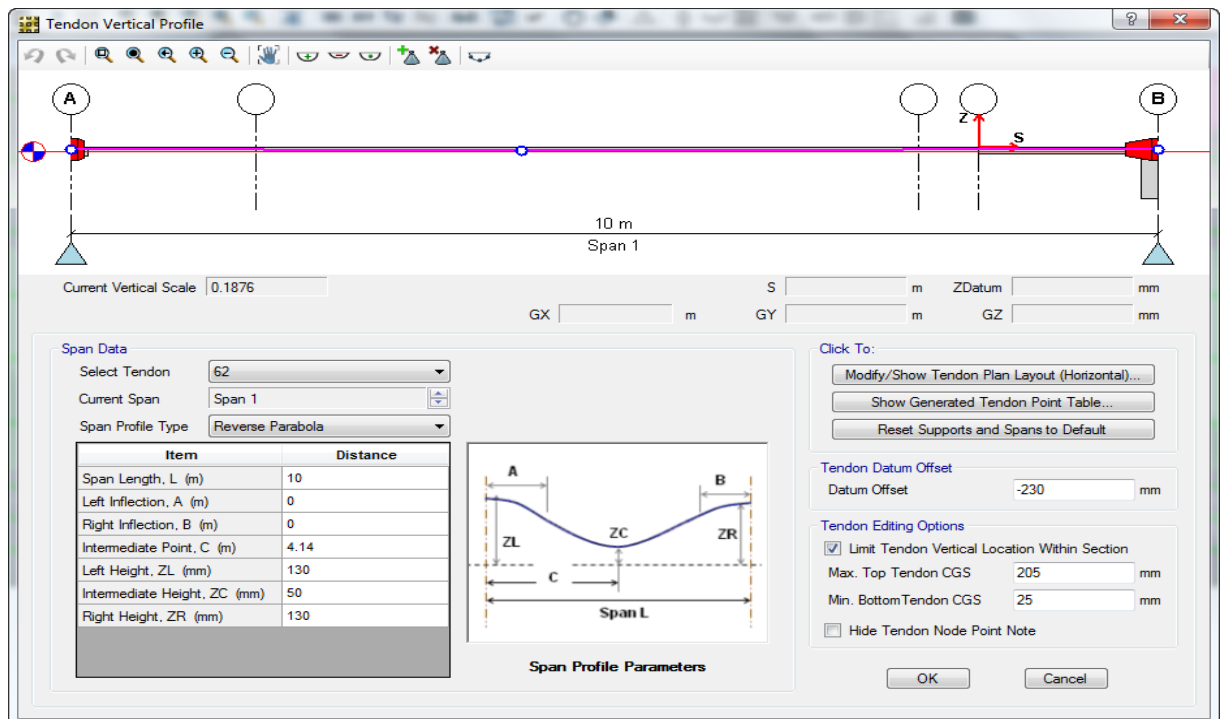 Tendon Vertical Profile
A
B
Z
S
10 m
Span 1
Current Vertical Scale 0.1876
S m ZDatum mm
GX m GY m GZ mm
Span Data
Select Tendon 62
Current Span Span 1
Span Profile Type Reverse Parabola
Item Distance
Span Length, L (m) 10
Left Inflection, A (m) 0
Right Inflection, B (m) 0
Intermediate Point, C (m) 4.14
Left Height, ZL (mm) 130
Intermediate Height, ZC (mm) 50
Right Height, ZR (mm) 130
A
B
ZL
ZC
ZR
C
Span L
Span Profile Parameters
Click To:
Modify/Show Tendon Plan Layout (Horizontal)...
Show Generated Tendon Point Table...
Reset Supports and Spans to Default
Tendon Datum Offset
Datum Offset -230 mm
Tendon Editing Options
Limit Tendon Vertical Location Within Section
Max. Top Tendon CGS 205 mm
Min. BottomTendon CGS 25 mm
Hide Tendon Node Point Note
OK Cancel